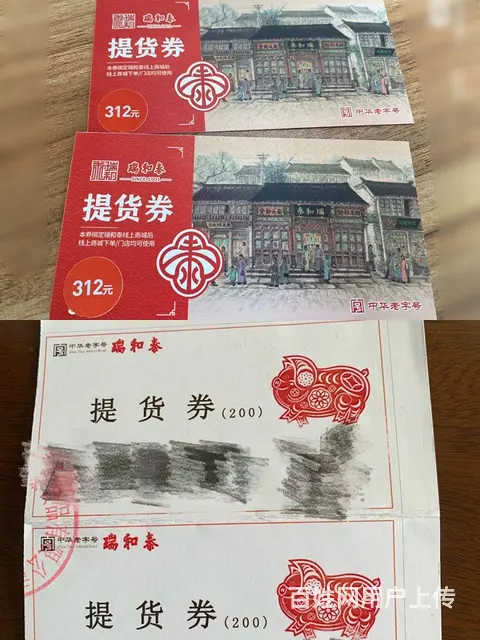 瑞和泰
提货券
本券绑定瑞和泰线上商城后
线上商城下单/门店均可使用
312元
中华老字号
瑞和泰
SINCE1901
提货券
本券绑定瑞和泰线上商城后
线上商城下单/门店均可使用
312元
泰和瑞
中华老字号
中华老字号
瑞和泰
提货券(200)
中华老字号
瑞和泰
提货券(200)
百姓网用户上传